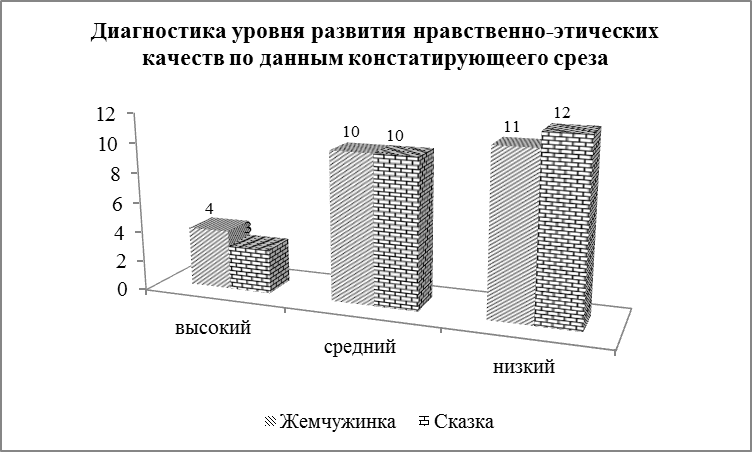 Диагностика уровня развития нравственно-этических
качеств по данным констатирующеего среза
12
10
8
6
4
2
0
4
3
10
10
11
12
высокий
средний
низкий
Жемчужинка
Сказка